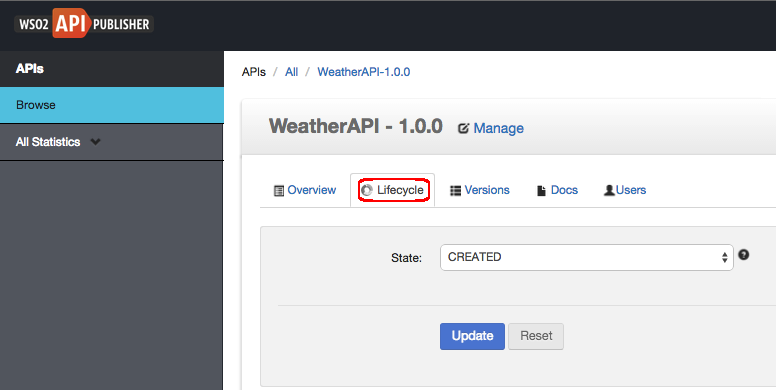 WSO2 API PUBLISHER
APIs
Browse
All Statistics
APIs / All / WeatherAPI-1.0.0
WeatherAPI - 1.0.0 Manage
Overview Lifecycle Versions Docs Users
State: CREATED ?
Update Reset